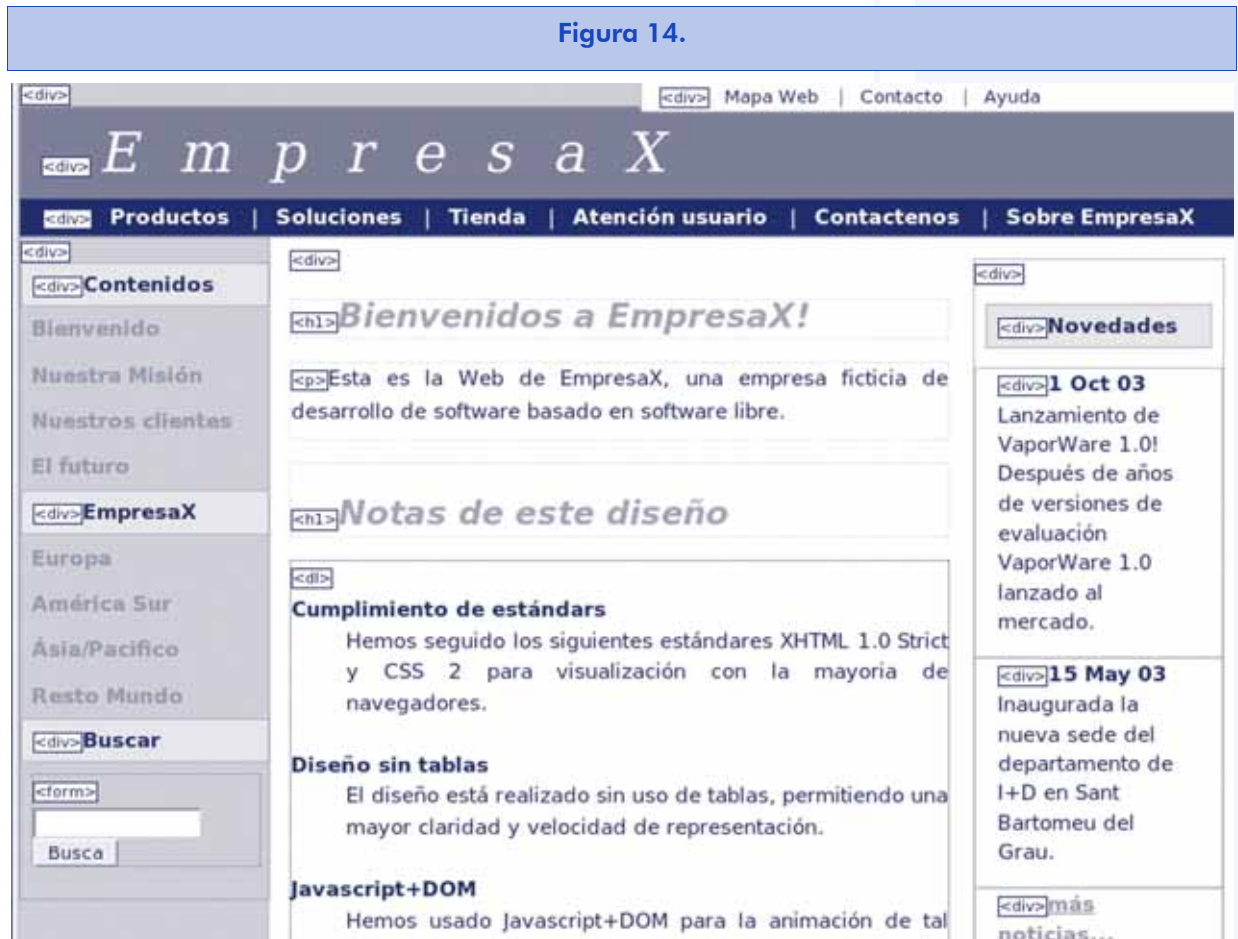 Figura 14.
<div>
<div> Mapa Web | Contacto | Ayuda
<div> E m p r e s a X
<div> Productos | Soluciones | Tienda | Atención usuario | Contactenos | Sobre EmpresaX
<div>
<div>Contenidos
Bienvenido
Nuestra Misión
Nuestros clientes
El futuro
<div>EmpresaX
Europa
América Sur
Ásia/Pacifico
Resto Mundo
<div>Buscar
<form>
Busca
<div>
<h1>Bienvenidos a EmpresaX!
<p>Esta es la Web de EmpresaX, una empresa ficticia de
desarrollo de software basado en software libre.
<h1>Notas de este diseño
<dl>
Cumplimiento de estándars
Hemos seguido los siguientes estándares XHTML 1.0 Strict
y CSS 2 para visualización con la mayoria de
navegadores.
Diseño sin tablas
El diseño está realizado sin uso de tablas, permitiendo una
mayor claridad y velocidad de representación.
Javascript+DOM
Hemos usado Javascript+DOM para la animación de tal
<div>
<div>Novedades
<div>1 Oct 03
Lanzamiento de
VaporWare 1.0!
Después de años
de versiones de
evaluación
VaporWare 1.0
lanzado al
mercado.
<div>15 May 03
Inaugurada la
nueva sede del
departamento de
I+D en Sant
Bartomeu del
Grau.
<div>más
noticias...